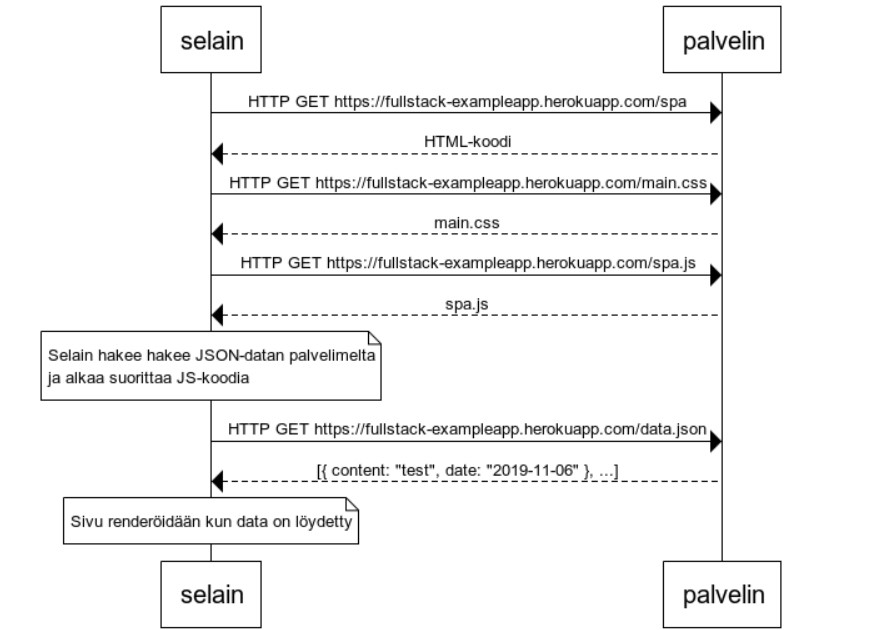 selain
palvelin
HTTP GET https://fullstack-exampleapp.herokuapp.com/spa
HTML-koodi
HTTP GET https://fullstack-exampleapp.herokuapp.com/main.css
main.css
HTTP GET https://fullstack-exampleapp.herokuapp.com/spa.js
spa.js
Selain hakee hakee JSON-datan palvelimelta
ja alkaa suorittaa JS-koodia
HTTP GET https://fullstack-exampleapp.herokuapp.com/data.json
[{ content: "test", date: "2019-11-06" }, ...]
Sivu renderöidään kun data on löydetty
selain
palvelin